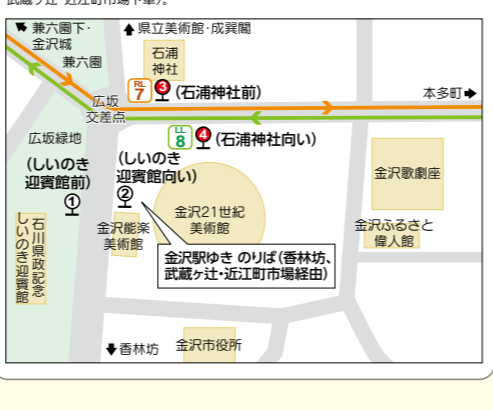 武蔵ヶ辻・近江町市場下車)。
兼六園下・
金沢城
県立美術館・成巽閣
兼六園
石浦
神社
RL
7
3
(石浦神社前)
本多町
広坂
交差点
LL
8
4
(石浦神社向い)
広坂緑地
(しいのき
迎賓館前)
①
(しいのき
迎賓館向い)
②
金沢歌劇座
金沢21世紀
美術館
金沢能楽
美術館
金沢ふるさと
偉人館
石川県政記念
しいのき迎賓館
金沢駅ゆき のりば(香林坊、
武蔵ヶ辻・近江町市場経由)
香林坊
金沢市役所